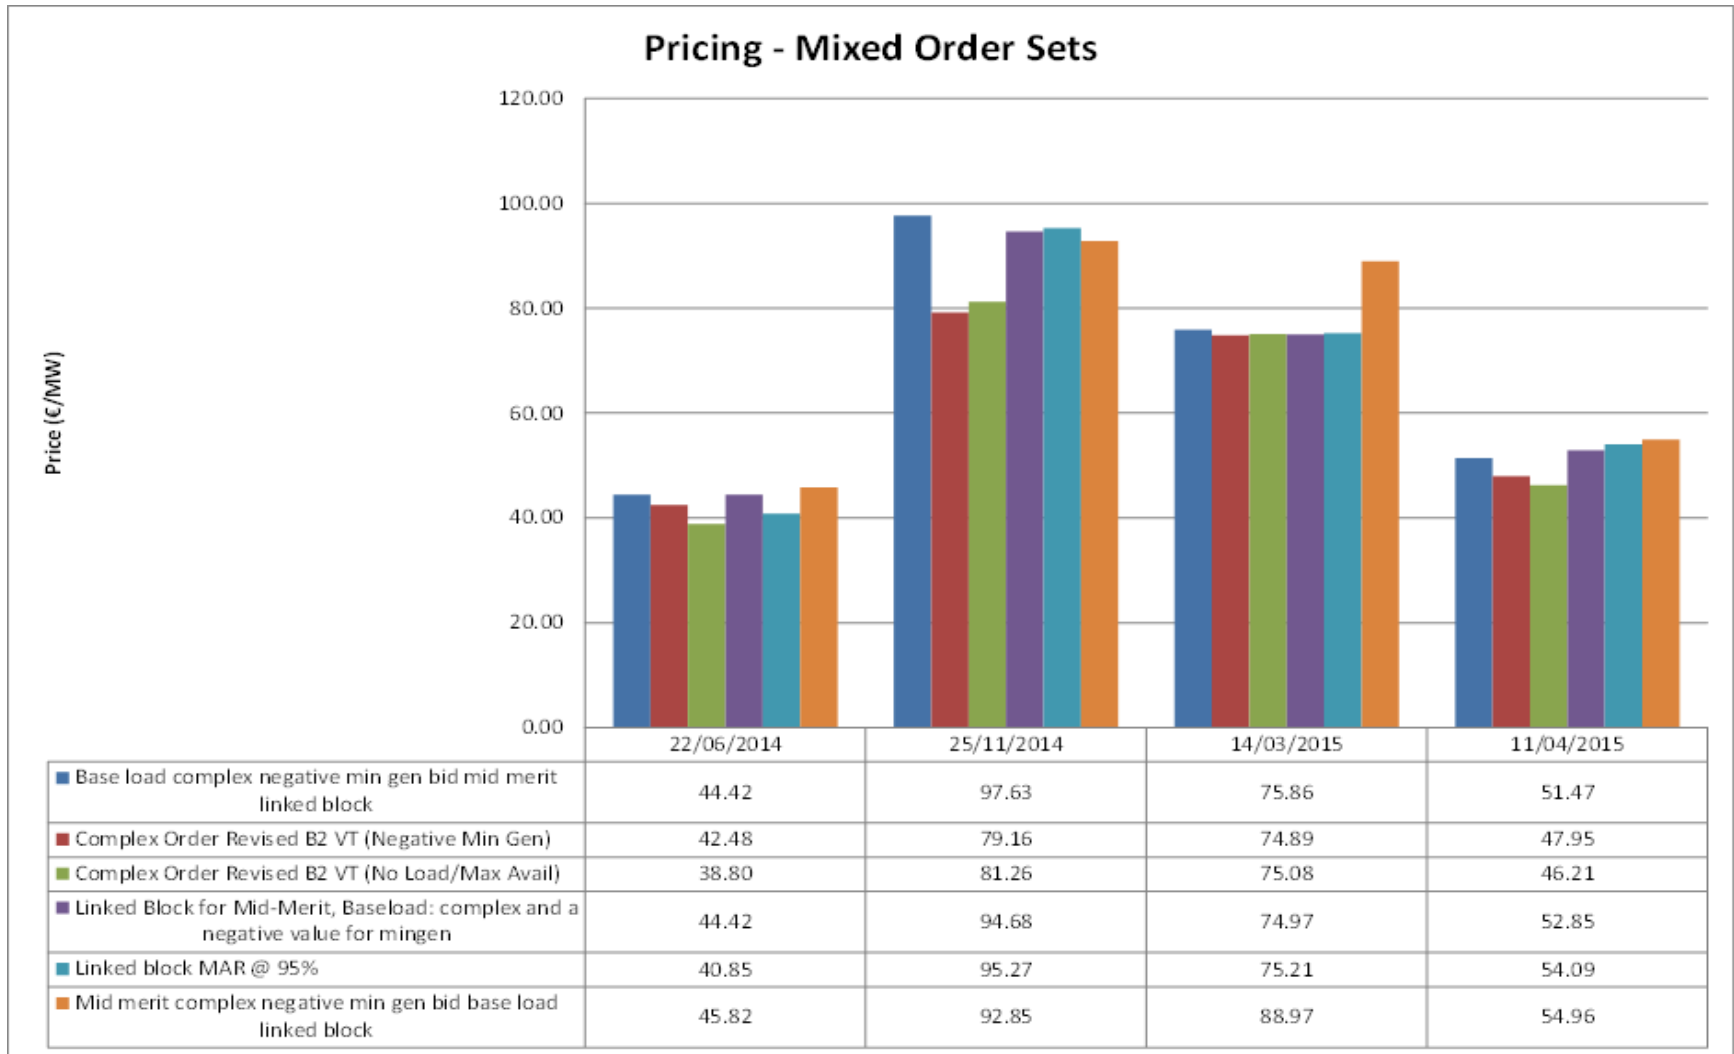 Pricing - Mixed Order Sets
120.00
100.00
80.00
60.00
40.00
20.00
0.00
Price (€/MW)
22/06/2014 25/11/2014 14/03/2015 11/04/2015
Base load complex negative min gen bid mid merit
linked block
44.42 97.63 75.86 51.47
Complex Order Revised B2 VT (Negative Min Gen) 42.48 79.16 74.89 47.95
Complex Order Revised B2 VT (No Load/Max Avail) 38.80 81.26 75.08 46.21
Linked Block for Mid-Merit, Baseload: complex and a
negative value for mingen
44.42 94.68 74.97 52.85
Linked block MAR @ 95% 40.85 95.27 75.21 54.09
Mid merit complex negative min gen bid base load
linked block
45.82 92.85 88.97 54.96